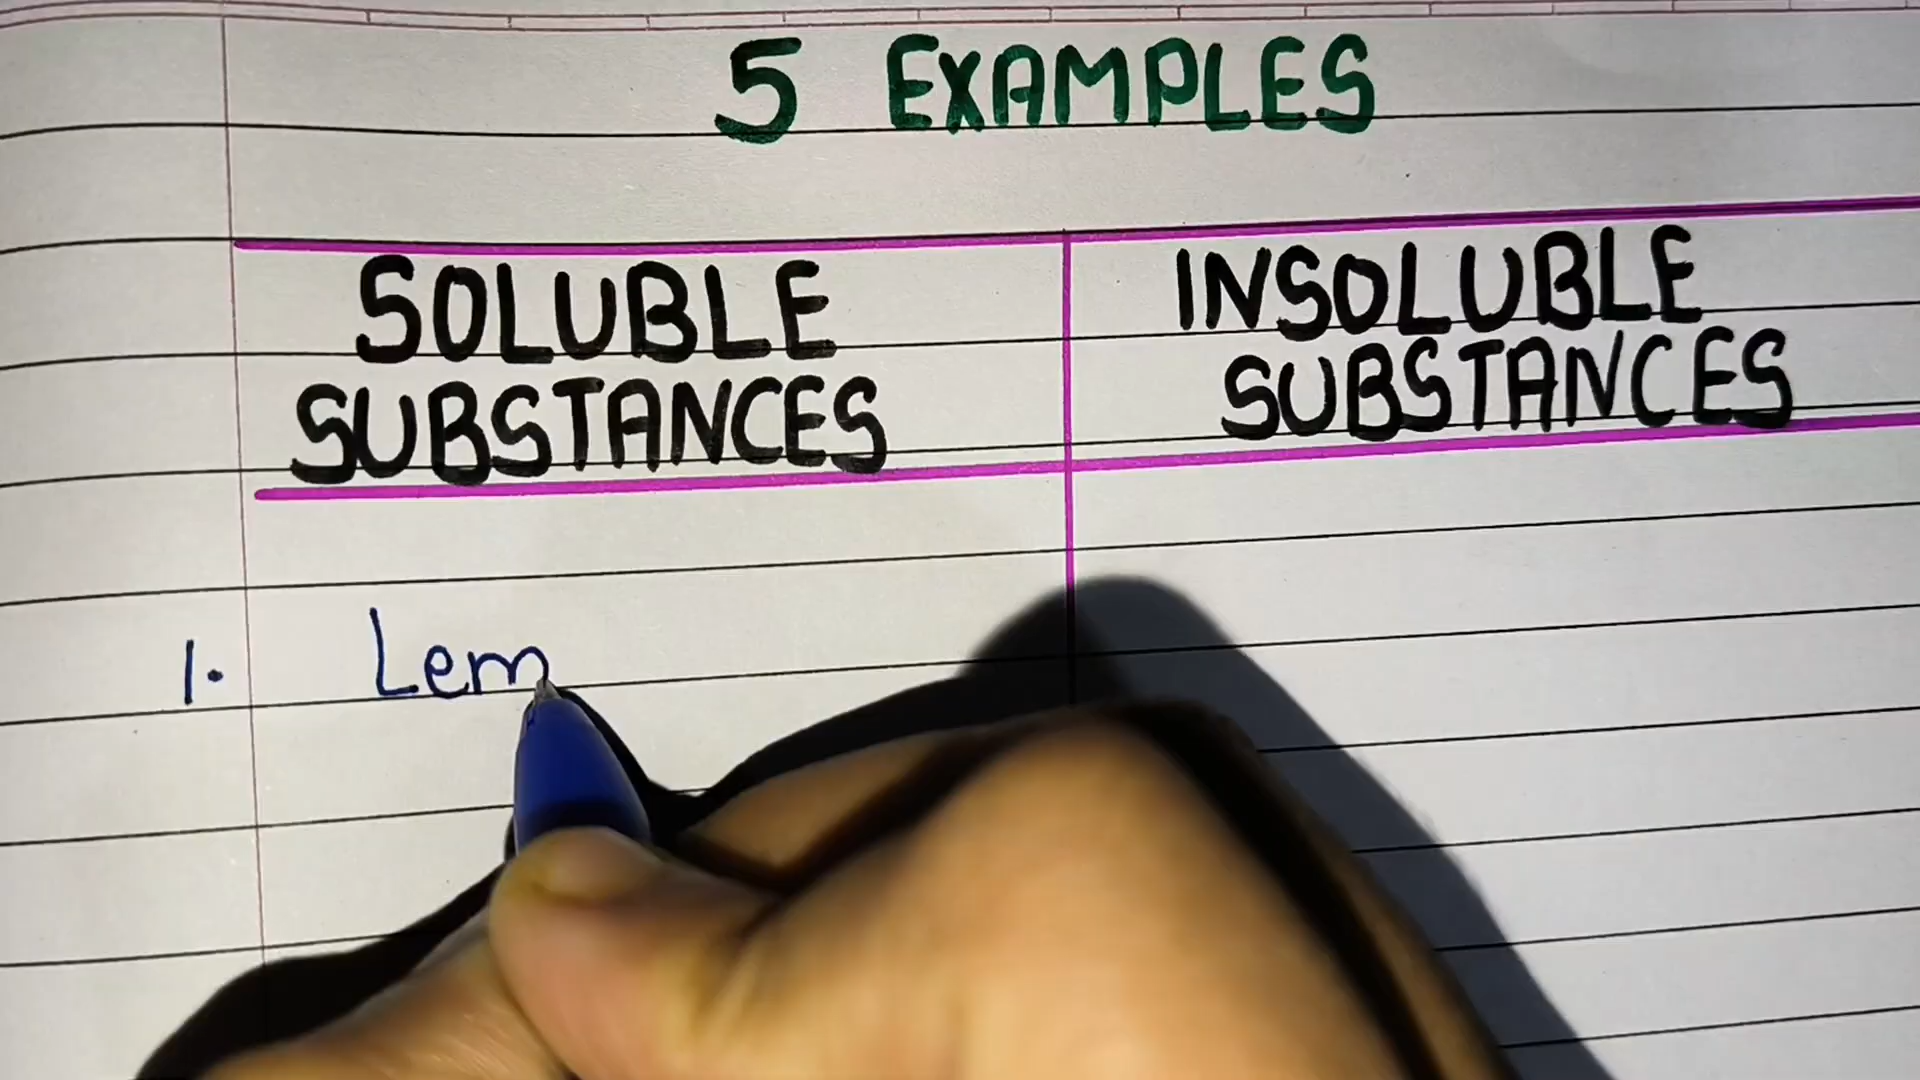 5 EXAMPLES
SOLUBLE
SUBSTANCES
INSOLUBLE
SUBSTANCES
1. Lem